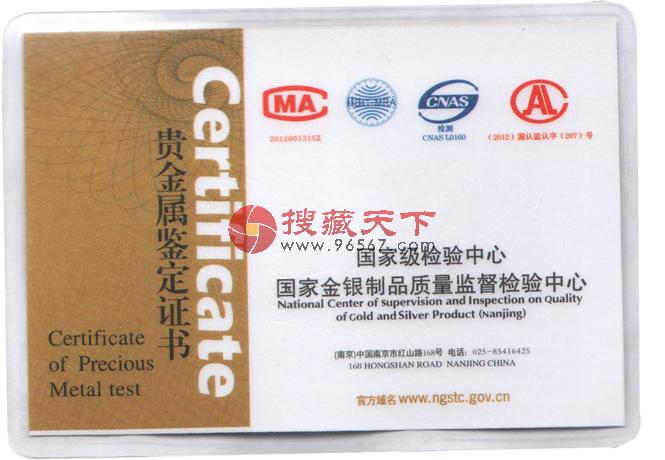 Certificate
贵金属鉴定证书
Certificate
of Precious
Metal test
MA
2012001315Z
ilac-MRA
CNAS
检测
CNAS L0160
AL
(2012)国认监认字(207)号
搜藏天下
www.96567.com
国家级检验中心
国家金银制品质量监督检验中心
National Center of Supervision and Inspection on Quality
of Gold and Silver Product (Nanjing)
(南京)中国南京市红山路168号 电话: 025-85416425
168 HONGSHAN ROAD NANJING CHINA
官方域名 www.ngstc.gov.cn